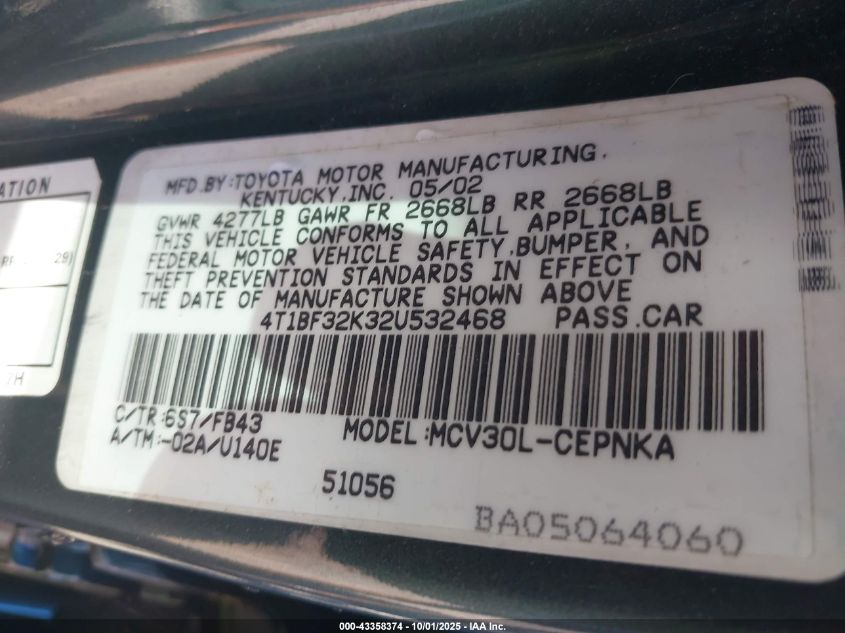 ATION
29)
7H
MFD.BY:TOYOTA MOTOR MANUFACTURING.
KENTUCKY,INC. 05/02
GVWR 4277LB GAWR FR 2668LB RR 2668LB
THIS VEHICLE CONFORMS TO ALL APPLICABLE
FEDERAL MOTOR VEHICLE SAFETY,BUMPER, AND
THEFT PREVENTION STANDARDS IN EFFECT ON
THE DATE OF MANUFACTURE SHOWN ABOVE
4T1BF32K32U532468 PASS.CAR
C/TR:6S7/FB43
A/TM:-02A/U140E
MODEL:MCV30L-CEPNKA
51056
BA05064060
000-43358374 | 10/01/2025 - IAA Inc.